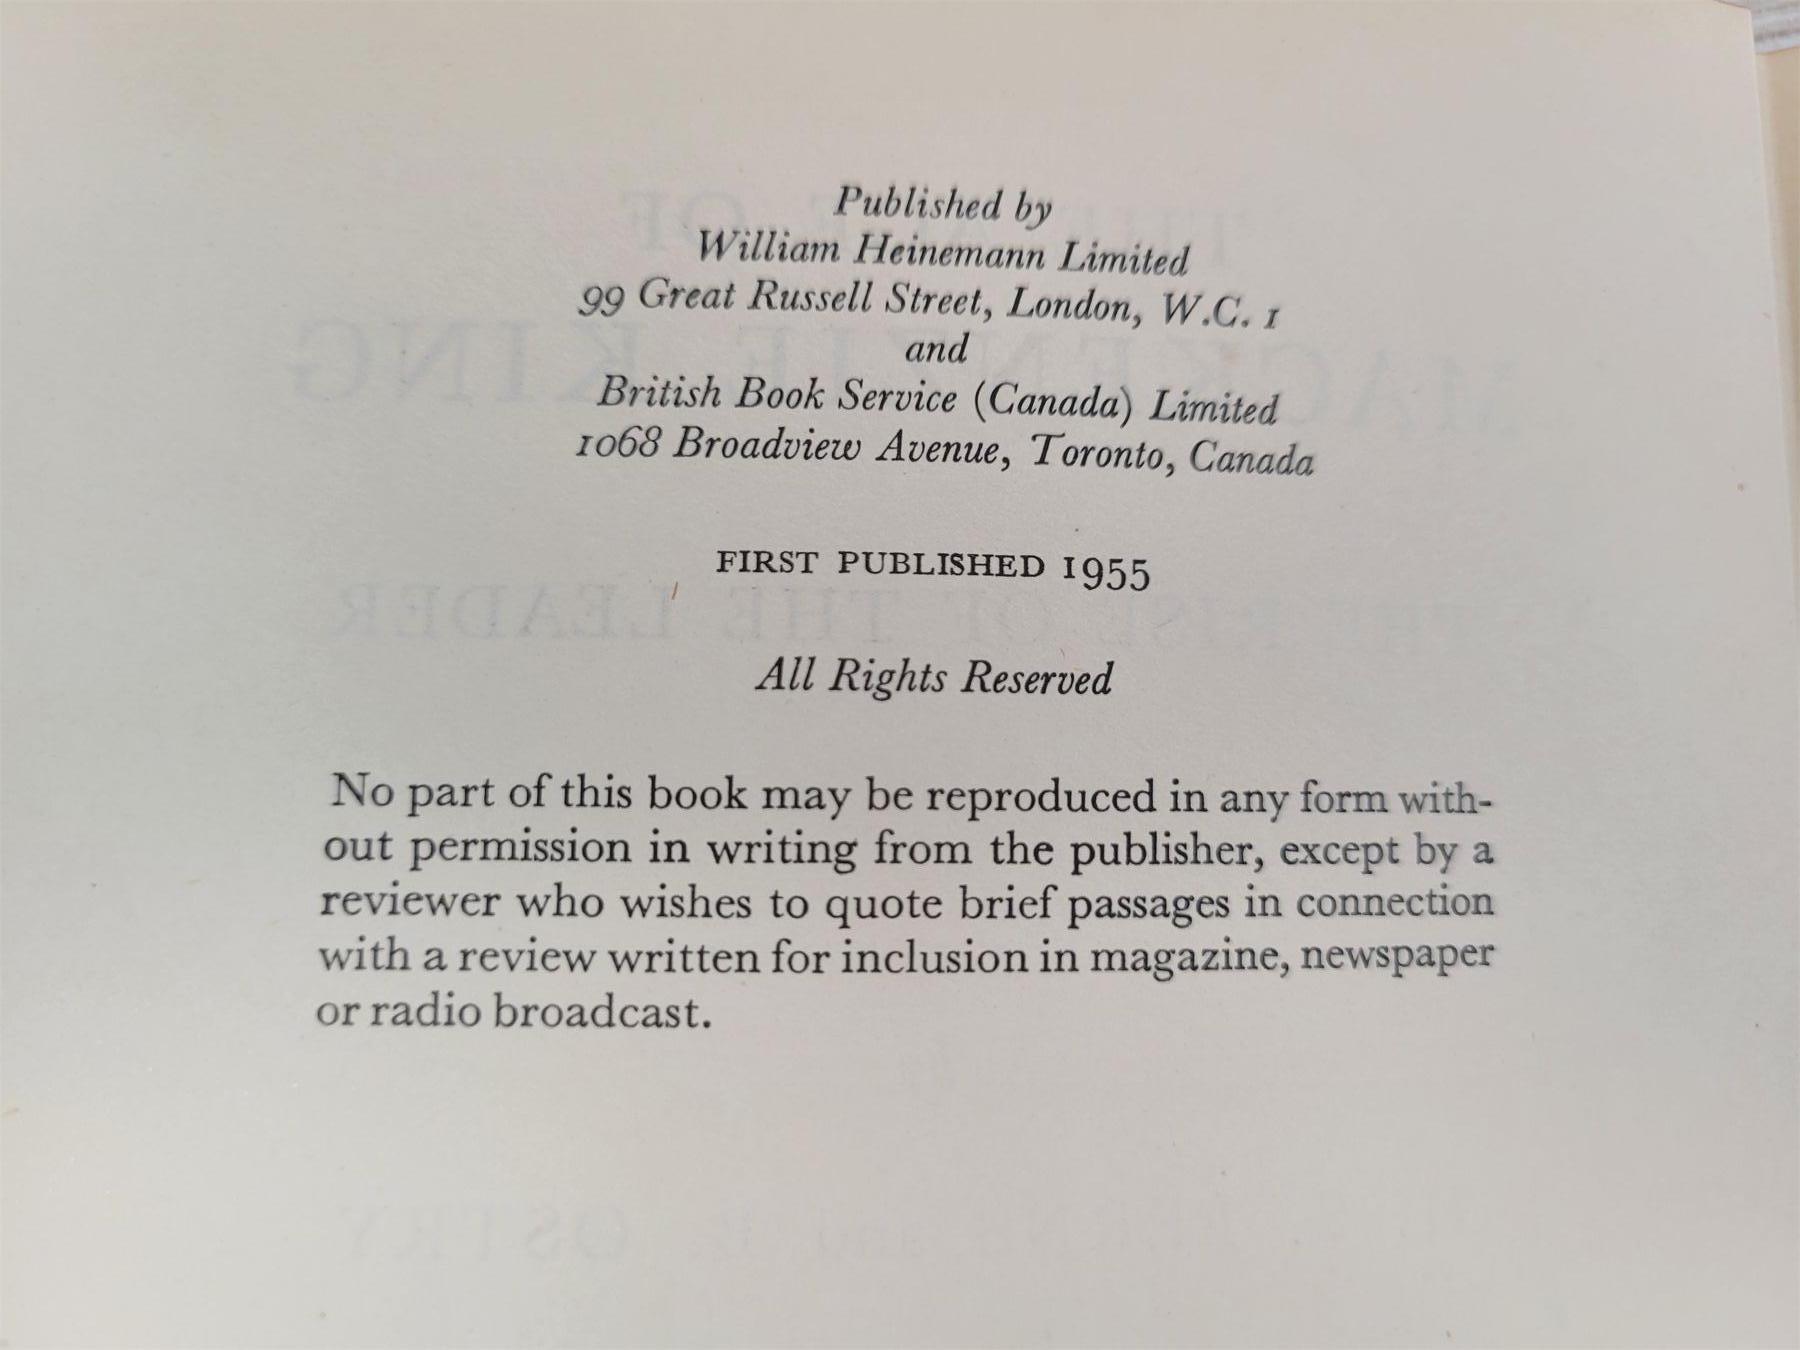 Published by
William Heinemann Limited
99 Great Russell Street, London, W.C. 1
and
British Book Service (Canada) Limited
1068 Broadview Avenue, Toronto, Canada
FIRST PUBLISHED 1955
All Rights Reserved
No part of this book may be reproduced in any form with-
out permission in writing from the publisher, except by a
reviewer who wishes to quote brief passages in connection
with a review written for inclusion in magazine, newspaper
or radio broadcast.